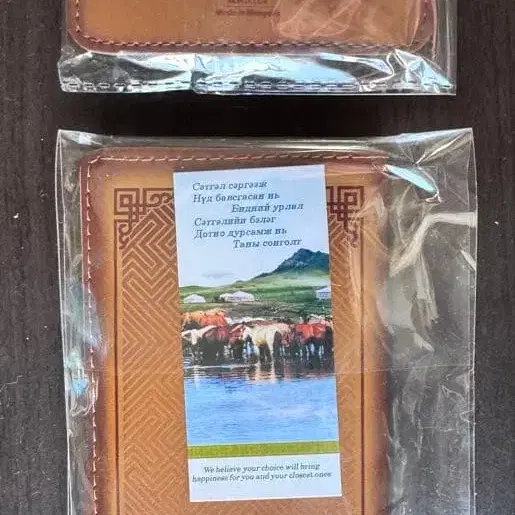 Made in Mongolia
Сэтгэл сэргээж
Нүд баясгасан нь
Бидний урлал
Сэтгэлийн бэлэг
Дотно дурсамж нь
Таны сонголт
We believe your choice will bring
happiness for you and your closest ones